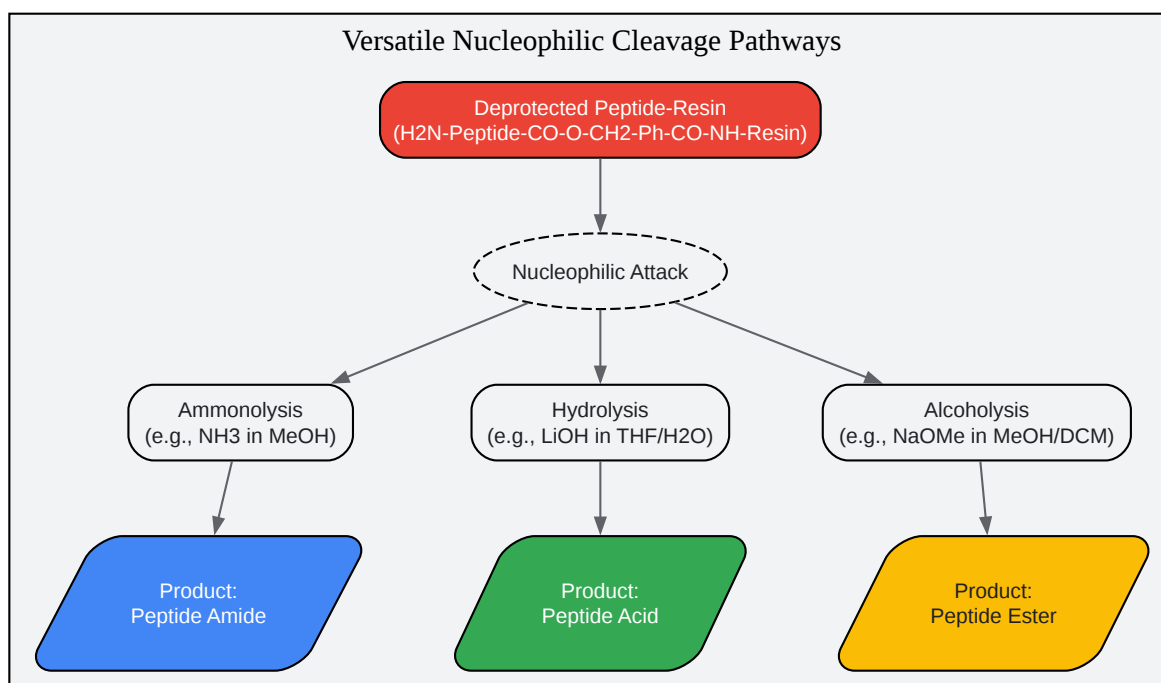 Versatile Nucleophilic Cleavage Pathways
Deprotected Peptide-Resin
(H2N-Peptide-CO-O-CH2-Ph-CO-NH-Resin)
Nucleophilic Attack
Ammonolysis
(e.g., NH3 in MeOH)
Hydrolysis
(e.g., LiOH in THF/H2O)
Alcoholysis
(e.g., NaOMe in MeOH/DCM)
Product:
Peptide Amide
Product:
Peptide Acid
Product:
Peptide Ester